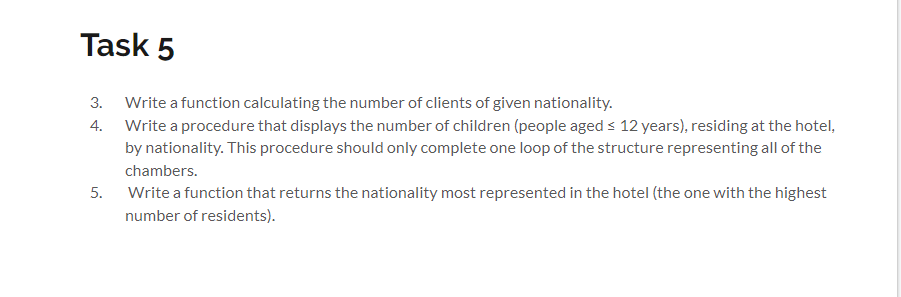 Task 5
3. Write a function calculating the number of clients of given nationality.
4. Write a procedure that displays the number of children (people aged ≤ 12 years), residing at the hotel,
by nationality. This procedure should only complete one loop of the structure representing all of the
chambers.
5. Write a function that returns the nationality most represented in the hotel (the one with the highest
number of residents).